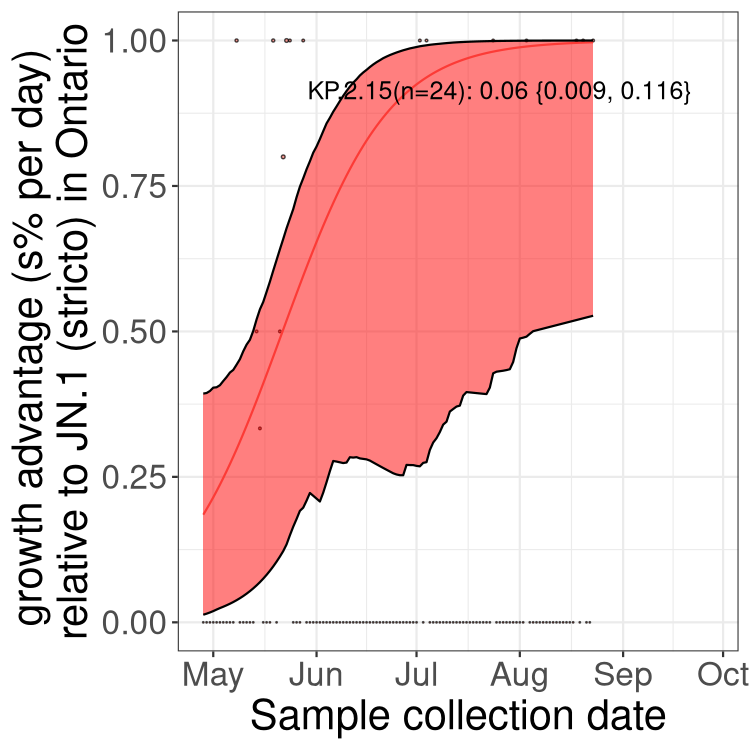 growth advantage (s% per day)
relative to JN.1 (stricto) in Ontario
1.00
0.75
0.50
0.25
0.00
KP.2.15(n=24): 0.06 {0.009, 0.116}
May Jun Jul Aug Sep Oct
Sample collection date